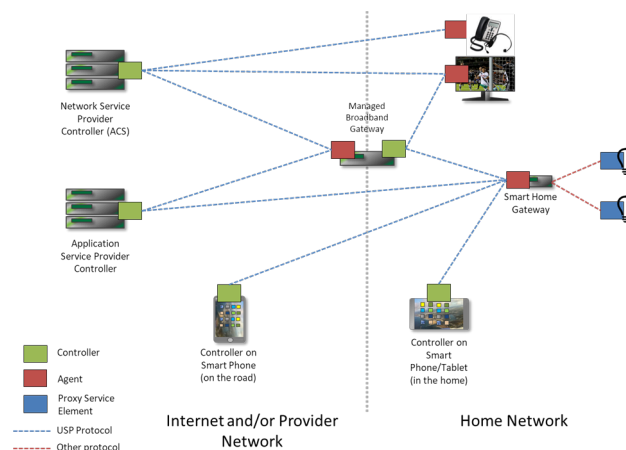 Network Service
Provider
Controller (ACS)
Managed
Broadband
Gateway
Smart Home
Gateway
Application
Service Provider
Controller
Controller on
Smart Phone
(on the road)
Controller on
Smart
Phone/Tablet
(in the home)
Controller
Agent
Proxy Service
Element
USP Protocol
Other protocol
Internet and/or Provider
Network
Home Network